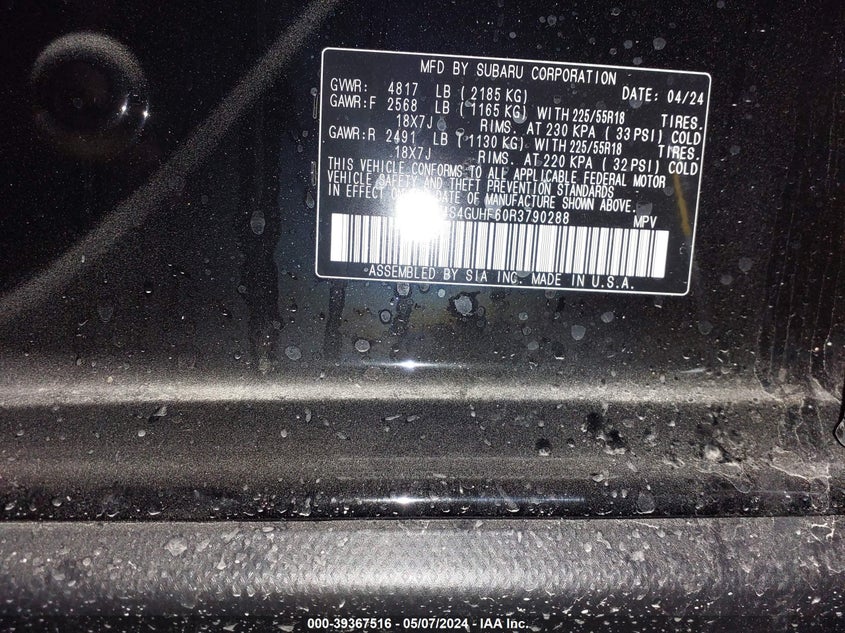 MFD BY SUBARU CORPORATION DATE: 04/24
GVWR: 4817 LB ( 2185 KG)
GAWR:F 2568 LB ( 1165 KG) WITH 225/55R18 TIRES.
18X7J RIMS. AT 230 KPA ( 33 PSI) COLD
GAWR:R 2491 LB ( 1130 KG) WITH 225/55R18 TIRES.
18X7J RIMS. AT 220 KPA ( 32 PSI) COLD
THIS VEHICLE CONFORMS TO ALL APPLICABLE FEDERAL MOTOR
VEHICLE SAFETY AND THEFT PREVENTION STANDARDS
IN EFFECT DATE OF MANUFACTURE SHOWN ABOVE.
S4GUHF60R3790288 MPV
ASSEMBLED BY SIA INC. MADE IN U.S.A.
000-39367516 - 05/07/2024 - IAA Inc.